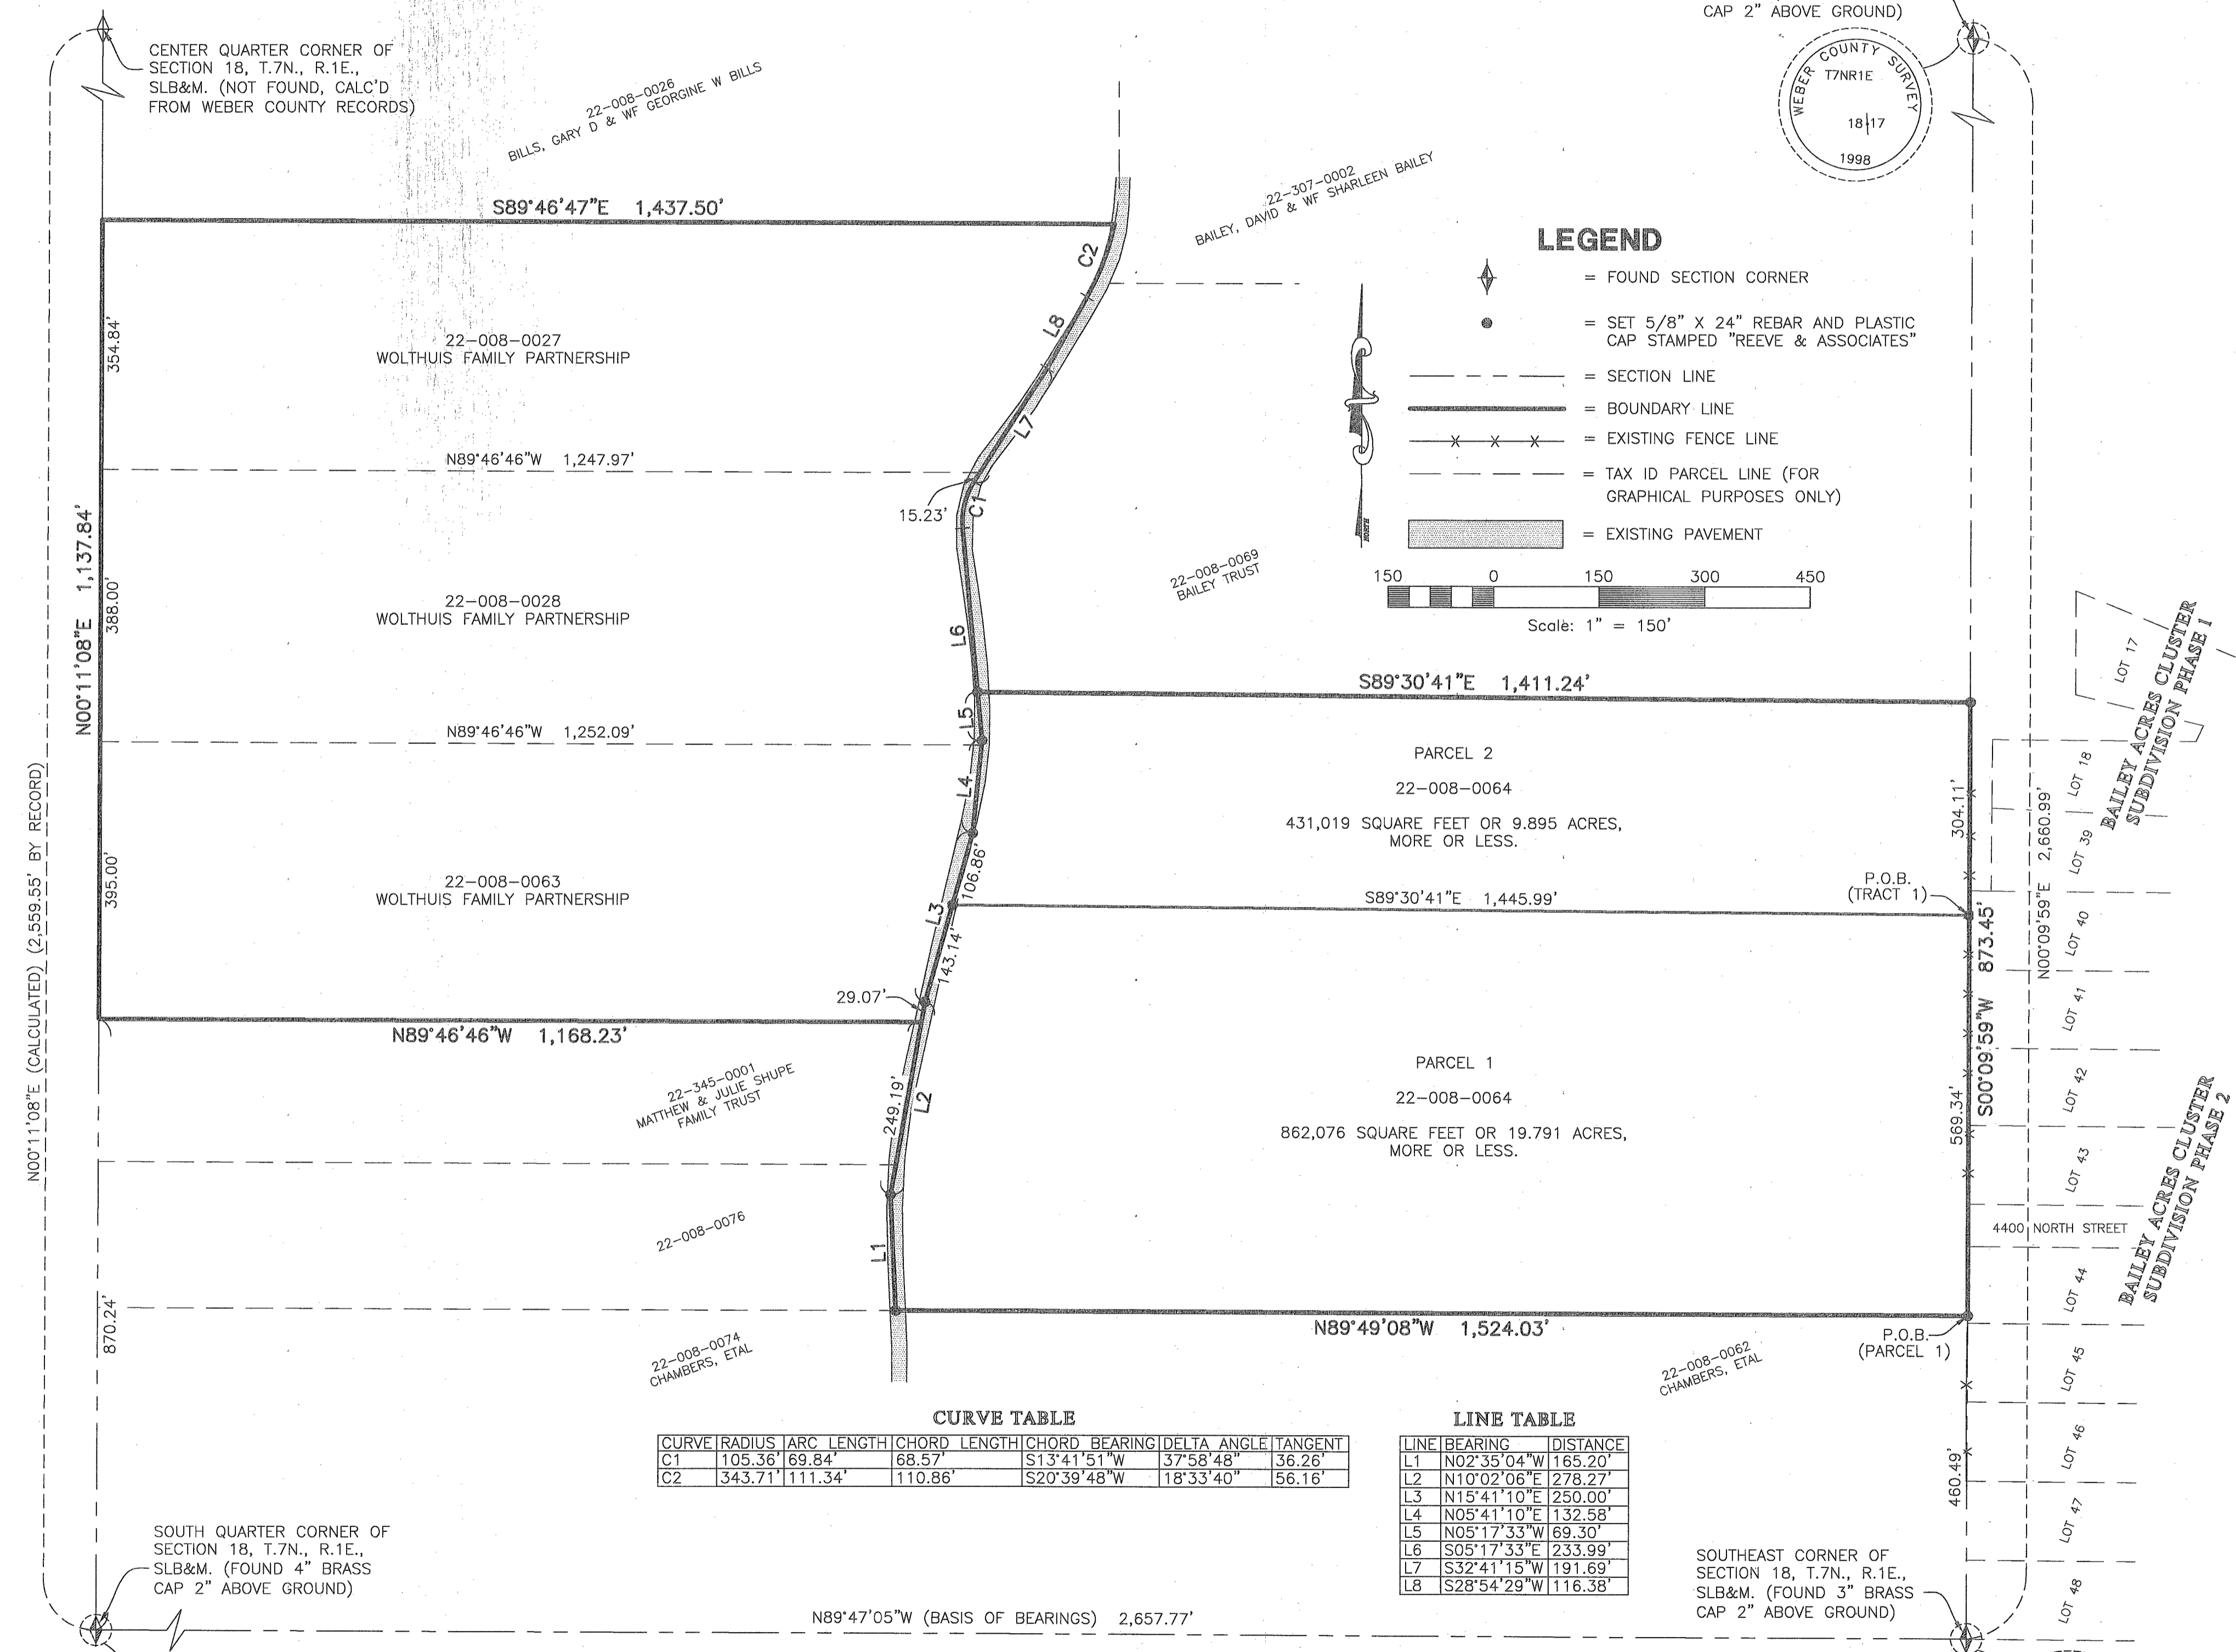 CENTER QUARTER CORNER OF
SECTION 18, T.7N., R.1E.,
SLB&M. (NOT FOUND, CALC'D
FROM WEBER COUNTY RECORDS)
22-008-0026
BILLS, GARY D & WF GEORGINE W BILLS
CAP 2" ABOVE GROUND)
WEBER COUNTY SURVEY
T7NR1E
18 17
1998
S89°46'47"E 1,437.50'
22-307-0002
BAILEY, DAVID & WF SHARLEEN BAILEY
C2
L8
L7
C1
15.23'
L6
L5
L4
106.86'
L3
143.14'
29.07'
249.19'
L2
L1
LEGEND
= FOUND SECTION CORNER
= SET 5/8" X 24" REBAR AND PLASTIC
CAP STAMPED "REEVE & ASSOCIATES"
= SECTION LINE
= BOUNDARY LINE
= EXISTING FENCE LINE
= TAX ID PARCEL LINE (FOR
GRAPHICAL PURPOSES ONLY)
= EXISTING PAVEMENT
NORTH
150 0 150 300 450
Scale: 1" = 150'
354.84'
22-008-0027
WOLTHUIS FAMILY PARTNERSHIP
N89°46'46"W 1,247.97'
N00°11'08"E 1,137.84'
388.00'
22-008-0028
WOLTHUIS FAMILY PARTNERSHIP
22-008-0069
BAILEY TRUST
N89°46'46"W 1,252.09'
395.00'
22-008-0063
WOLTHUIS FAMILY PARTNERSHIP
N89°46'46"W 1,168.23'
N00°11'08"E (CALCULATED) (2,559.55' BY RECORD)
S89°30'41"E 1,411.24'
PARCEL 2
22-008-0064
431,019 SQUARE FEET OR 9.895 ACRES,
MORE OR LESS.
S89°30'41"E 1,445.99'
P.O.B.
(TRACT 1)
304.11'
S00°09'59"W 873.45'
N00°09'59"E 2,660.99'
569.34'
PARCEL 1
22-008-0064
862,076 SQUARE FEET OR 19.791 ACRES,
MORE OR LESS.
N89°49'08"W 1,524.03'
P.O.B.
(PARCEL 1)
LOT 17
BAILEY ACRES CLUSTER
SUBDIVISION PHASE 1
LOT 18
LOT 39
LOT 40
LOT 41
LOT 42
LOT 43
4400 NORTH STREET
BAILEY ACRES CLUSTER
SUBDIVISION PHASE 2
LOT 44
LOT 45
LOT 46
LOT 47
LOT 48
22-345-0001
MATTHEW & JULIE SHUPE
FAMILY TRUST
22-008-0076
870.24'
22-008-0074
CHAMBERS, ETAL
22-008-0062
CHAMBERS, ETAL
460.49'
CURVE TABLE
CURVE RADIUS ARC LENGTH CHORD LENGTH CHORD BEARING DELTA ANGLE TANGENT
C1 105.36' 69.84' 68.57' S13°41'51"W 37°58'48" 36.26'
C2 343.71' 111.34' 110.86' S20°39'48"W 18°33'40" 56.16'
LINE TABLE
LINE BEARING DISTANCE
L1 N02°35'04"W 165.20'
L2 N10°02'06"E 278.27'
L3 N15°41'10"E 250.00'
L4 N05°41'10"E 132.58'
L5 N05°17'33"W 69.30'
L6 S05°17'33"E 233.99'
L7 S32°41'15"W 191.69'
L8 S28°54'29"W 116.38'
SOUTH QUARTER CORNER OF
SECTION 18, T.7N., R.1E.,
SLB&M. (FOUND 4" BRASS
CAP 2" ABOVE GROUND)
N89°47'05"W (BASIS OF BEARINGS) 2,657.77'
SOUTHEAST CORNER OF
SECTION 18, T.7N., R.1E.,
SLB&M. (FOUND 3" BRASS
CAP 2" ABOVE GROUND)